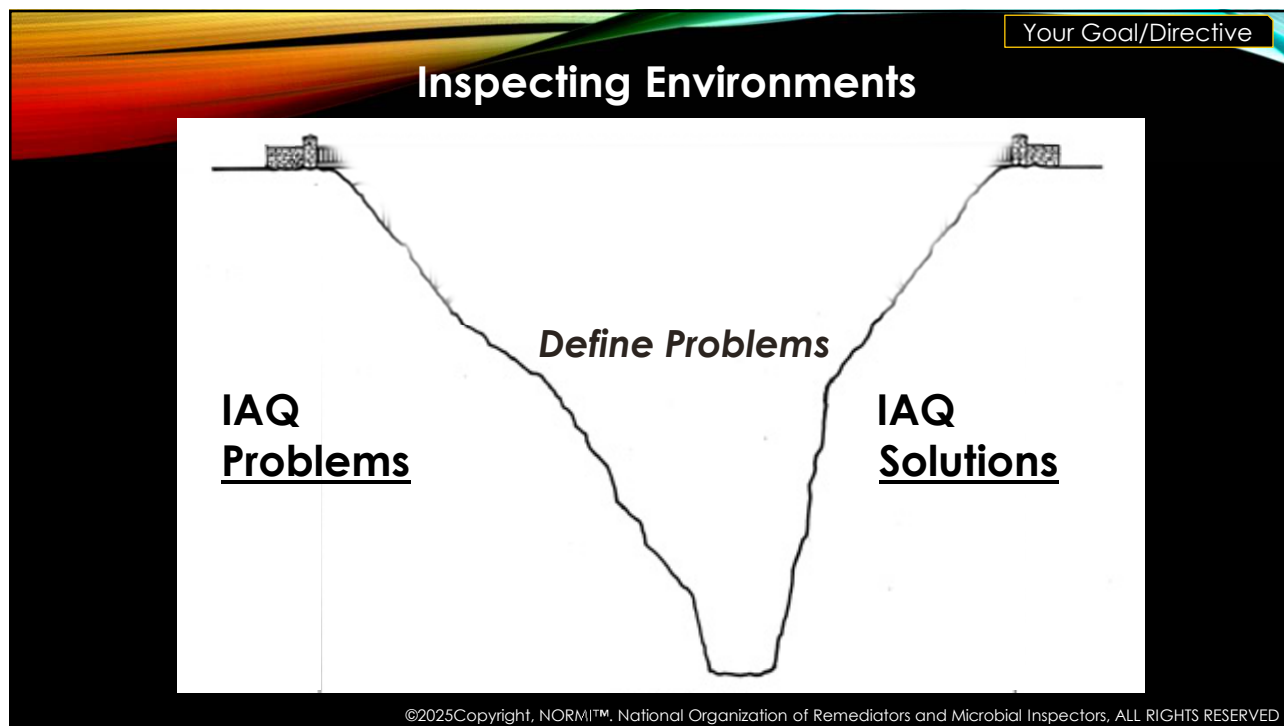 Your Goal/Directive
Inspecting Environments
Define Problems
IAQ
Problems
IAQ
Solutions
©2025Copyright, NORMI™. National Organization of Remediators and Microbial Inspectors, ALL RIGHTS RESERVED